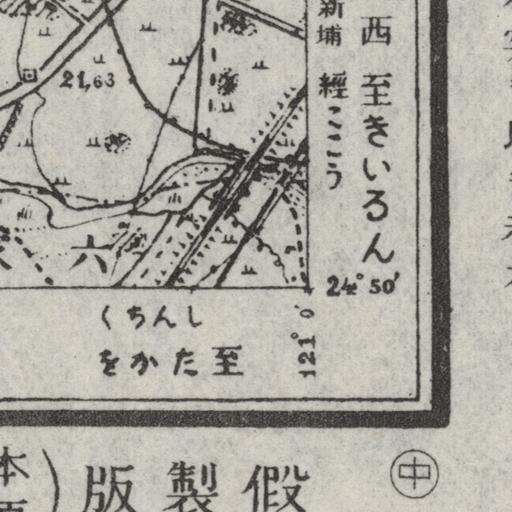 新埔
經ここう
西
至きいろん
21,63
六
24°50′
121°0′
しんちく
至たかを
中
假製版
本